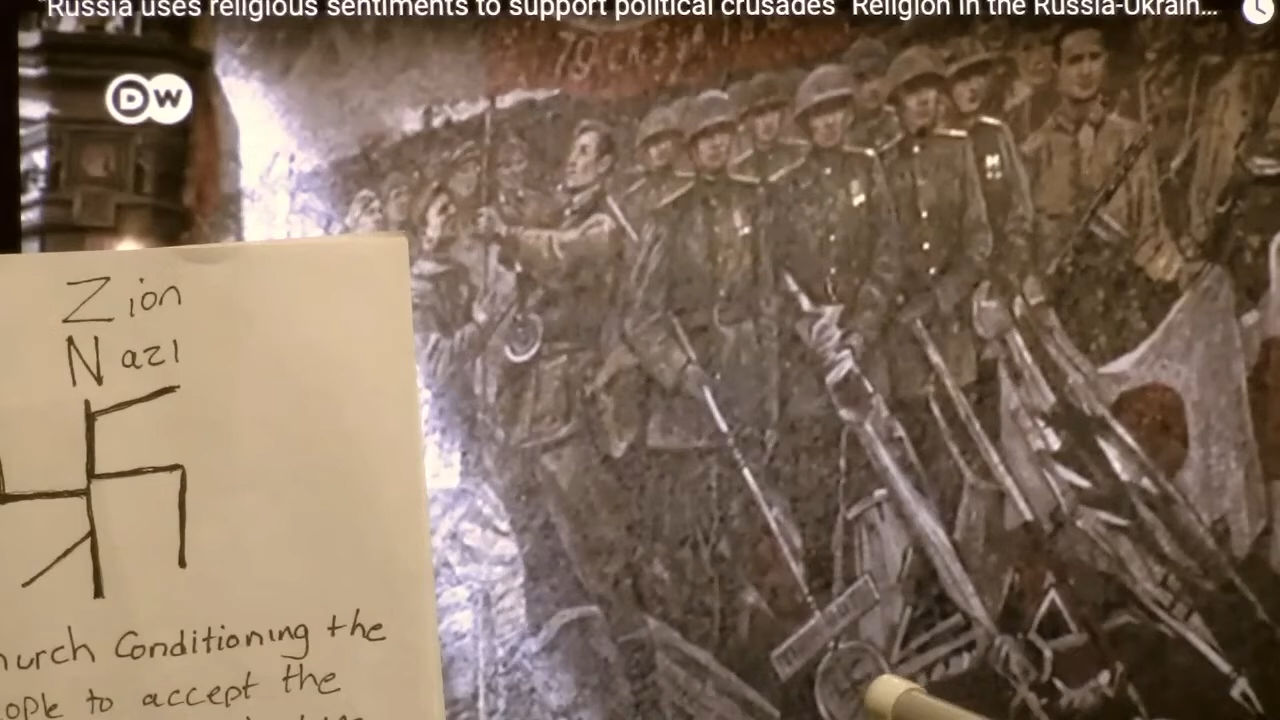 "Russia uses religious sentiments to support political crusades" Religion in the Russia-Ukrain...
DW
Zion
Nazi
hurch Conditioning the
ople to accept the